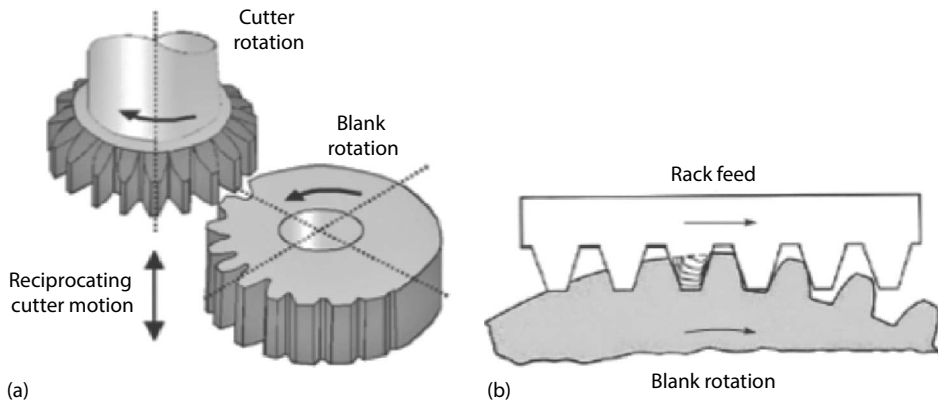 Cutter
rotation
Blank
rotation
Reciprocating
cutter motion
(a)
Rack feed
Blank rotation
(b)